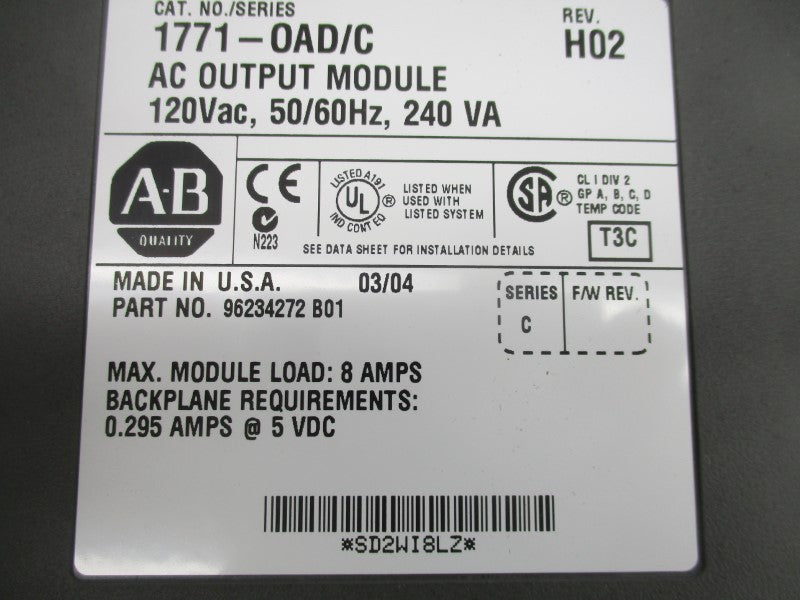 CAT. NO./SERIES REV.
1771-OAD/C H02
AC OUTPUT MODULE
120Vac, 50/60Hz, 240 VA
A-B
QUALITY
CE
N223
LISTED A191
UL ®
IND CONT EQ
LISTED WHEN
USED WITH
LISTED SYSTEM
SA ®
CL I DIV 2
GP A, B, C, D
TEMP CODE
T3C
SEE DATA SHEET FOR INSTALLATION DETAILS
MADE IN U.S.A. 03/04
PART NO. 96234272 B01
SERIES F/W REV.
C
MAX. MODULE LOAD: 8 AMPS
BACKPLANE REQUIREMENTS:
0.295 AMPS @ 5 VDC
*SD2WI8LZ*